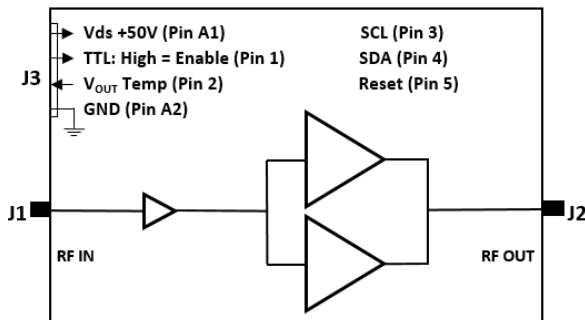 Vds +50V (Pin A1) SCL (Pin 3)
TTL: High = Enable (Pin 1) SDA (Pin 4)
J3 VOUT Temp (Pin 2) Reset (Pin 5)
GND (Pin A2)
J1 J2
RF IN RF OUT